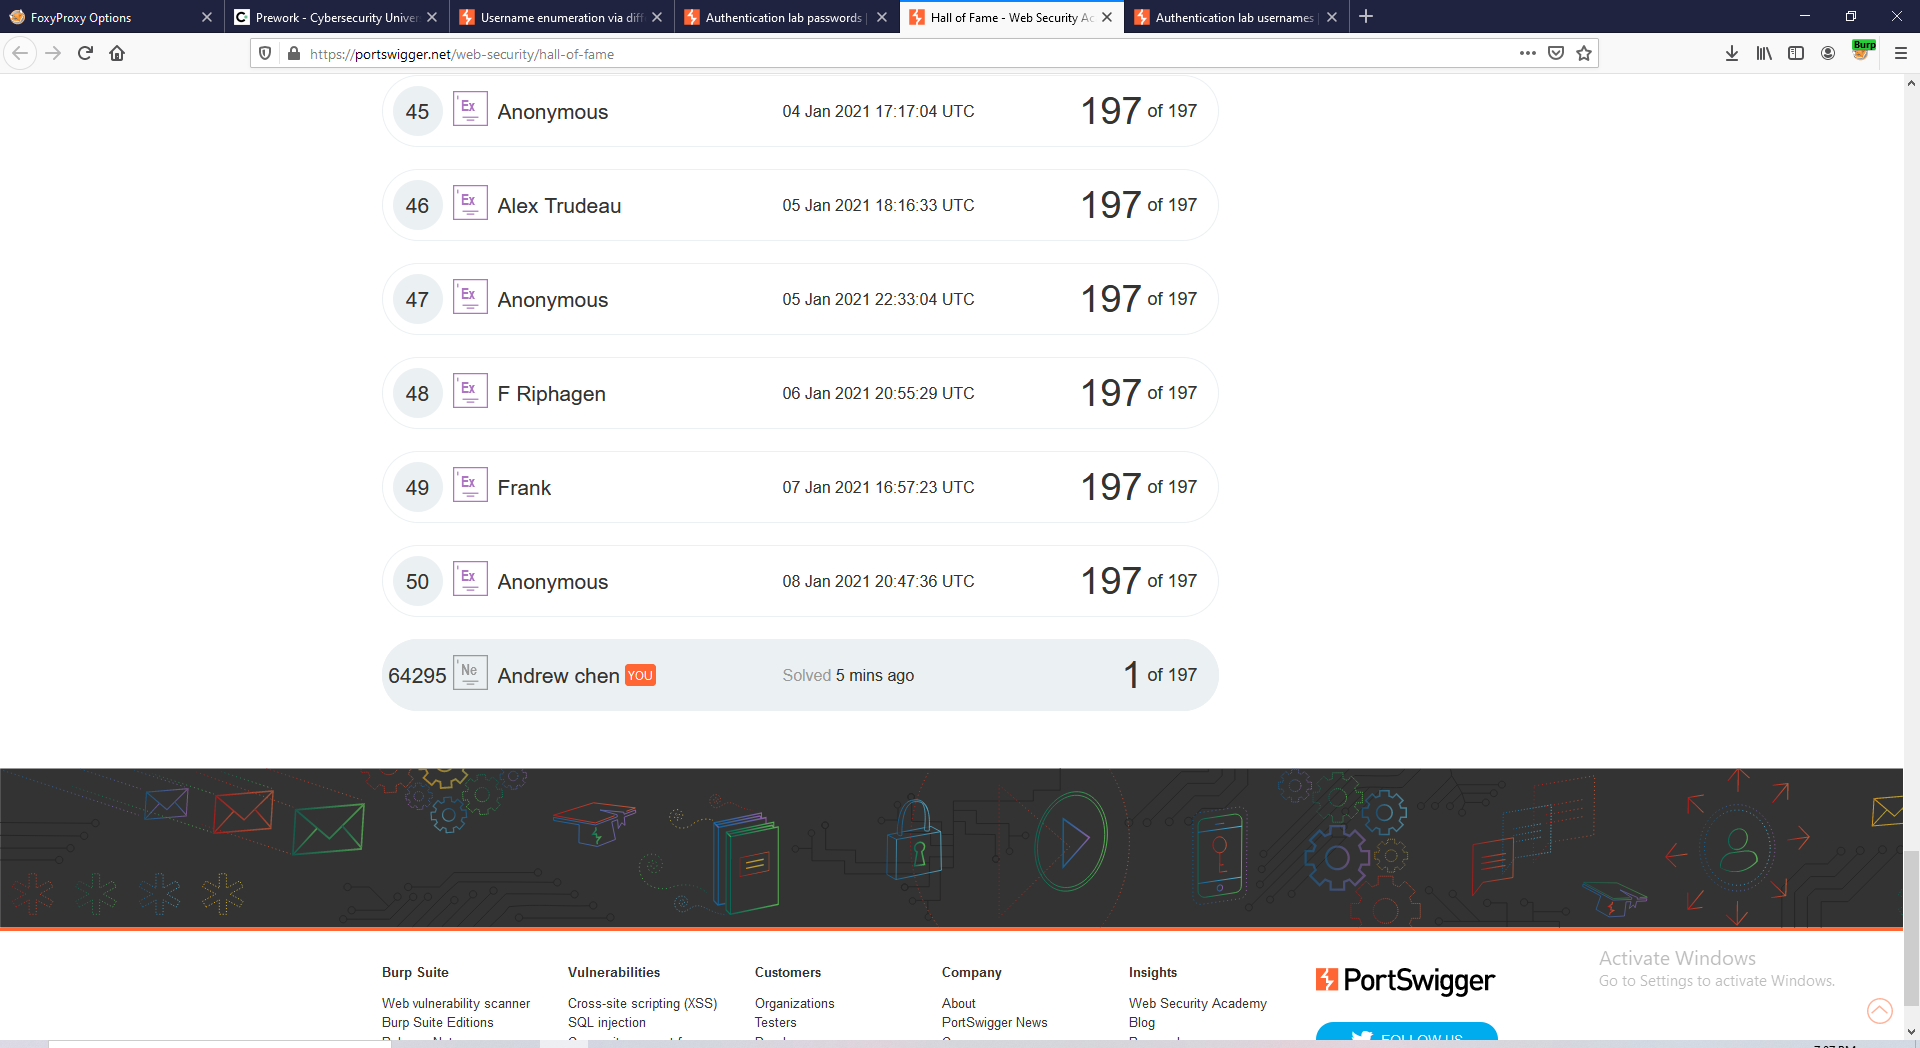 FoxyProxy Options
Prework - Cybersecurity Univer
Username enumeration via diff
Authentication lab passwords |
Hall of Fame - Web Security Ac
Authentication lab usernames |
https://portswigger.net/web-security/hall-of-fame
Burp
45 Ex Anonymous 04 Jan 2021 17:17:04 UTC 197 of 197
46 Ex Alex Trudeau 05 Jan 2021 18:16:33 UTC 197 of 197
47 Ex Anonymous 05 Jan 2021 22:33:04 UTC 197 of 197
48 Ex F Riphagen 06 Jan 2021 20:55:29 UTC 197 of 197
49 Ex Frank 07 Jan 2021 16:57:23 UTC 197 of 197
50 Ex Anonymous 08 Jan 2021 20:47:36 UTC 197 of 197
64295 Ne Andrew chen YOU Solved 5 mins ago 1 of 197
Burp Suite
Web vulnerability scanner
Burp Suite Editions
Vulnerabilities
Cross-site scripting (XSS)
SQL injection
Customers
Organizations
Testers
Company
About
PortSwigger News
Insights
Web Security Academy
Blog
PortSwigger
FOLLOW US
Activate Windows
Go to Settings to activate Windows.